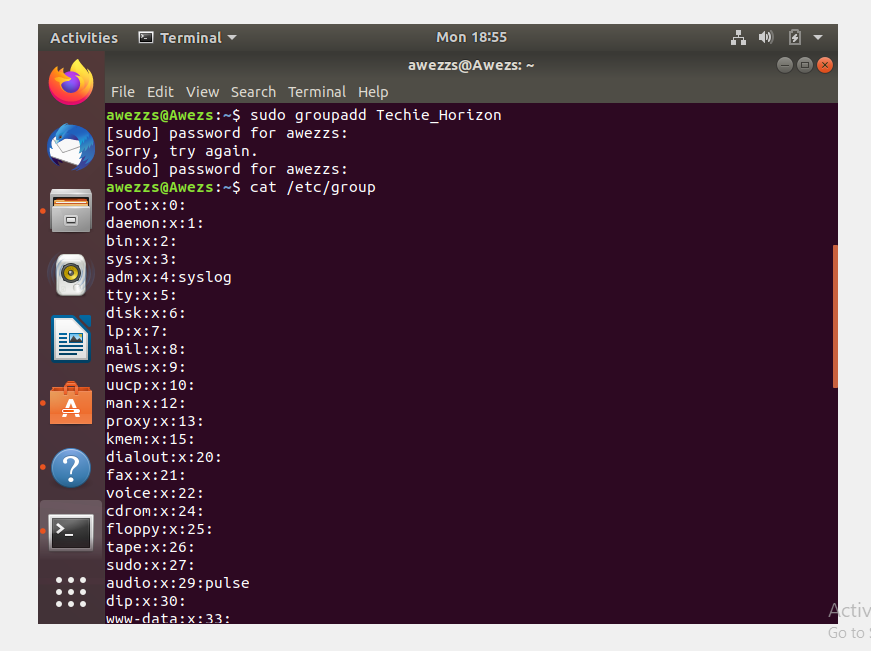 Activities Terminal Mon 18:55
awezzs@Awezs: ~
File Edit View Search Terminal Help
awezzs@Awezs:~$ sudo groupadd Techie_Horizon
[sudo] password for awezzs:
Sorry, try again.
[sudo] password for awezzs:
awezzs@Awezs:~$ cat /etc/group
root:x:0:
daemon:x:1:
bin:x:2:
sys:x:3:
adm:x:4:syslog
tty:x:5:
disk:x:6:
lp:x:7:
mail:x:8:
news:x:9:
uucp:x:10:
man:x:12:
proxy:x:13:
kmem:x:15:
dialout:x:20:
fax:x:21:
voice:x:22:
cdrom:x:24:
floppy:x:25:
tape:x:26:
sudo:x:27:
audio:x:29:pulse
dip:x:30:
www-data:x:33:
Activ
Go to